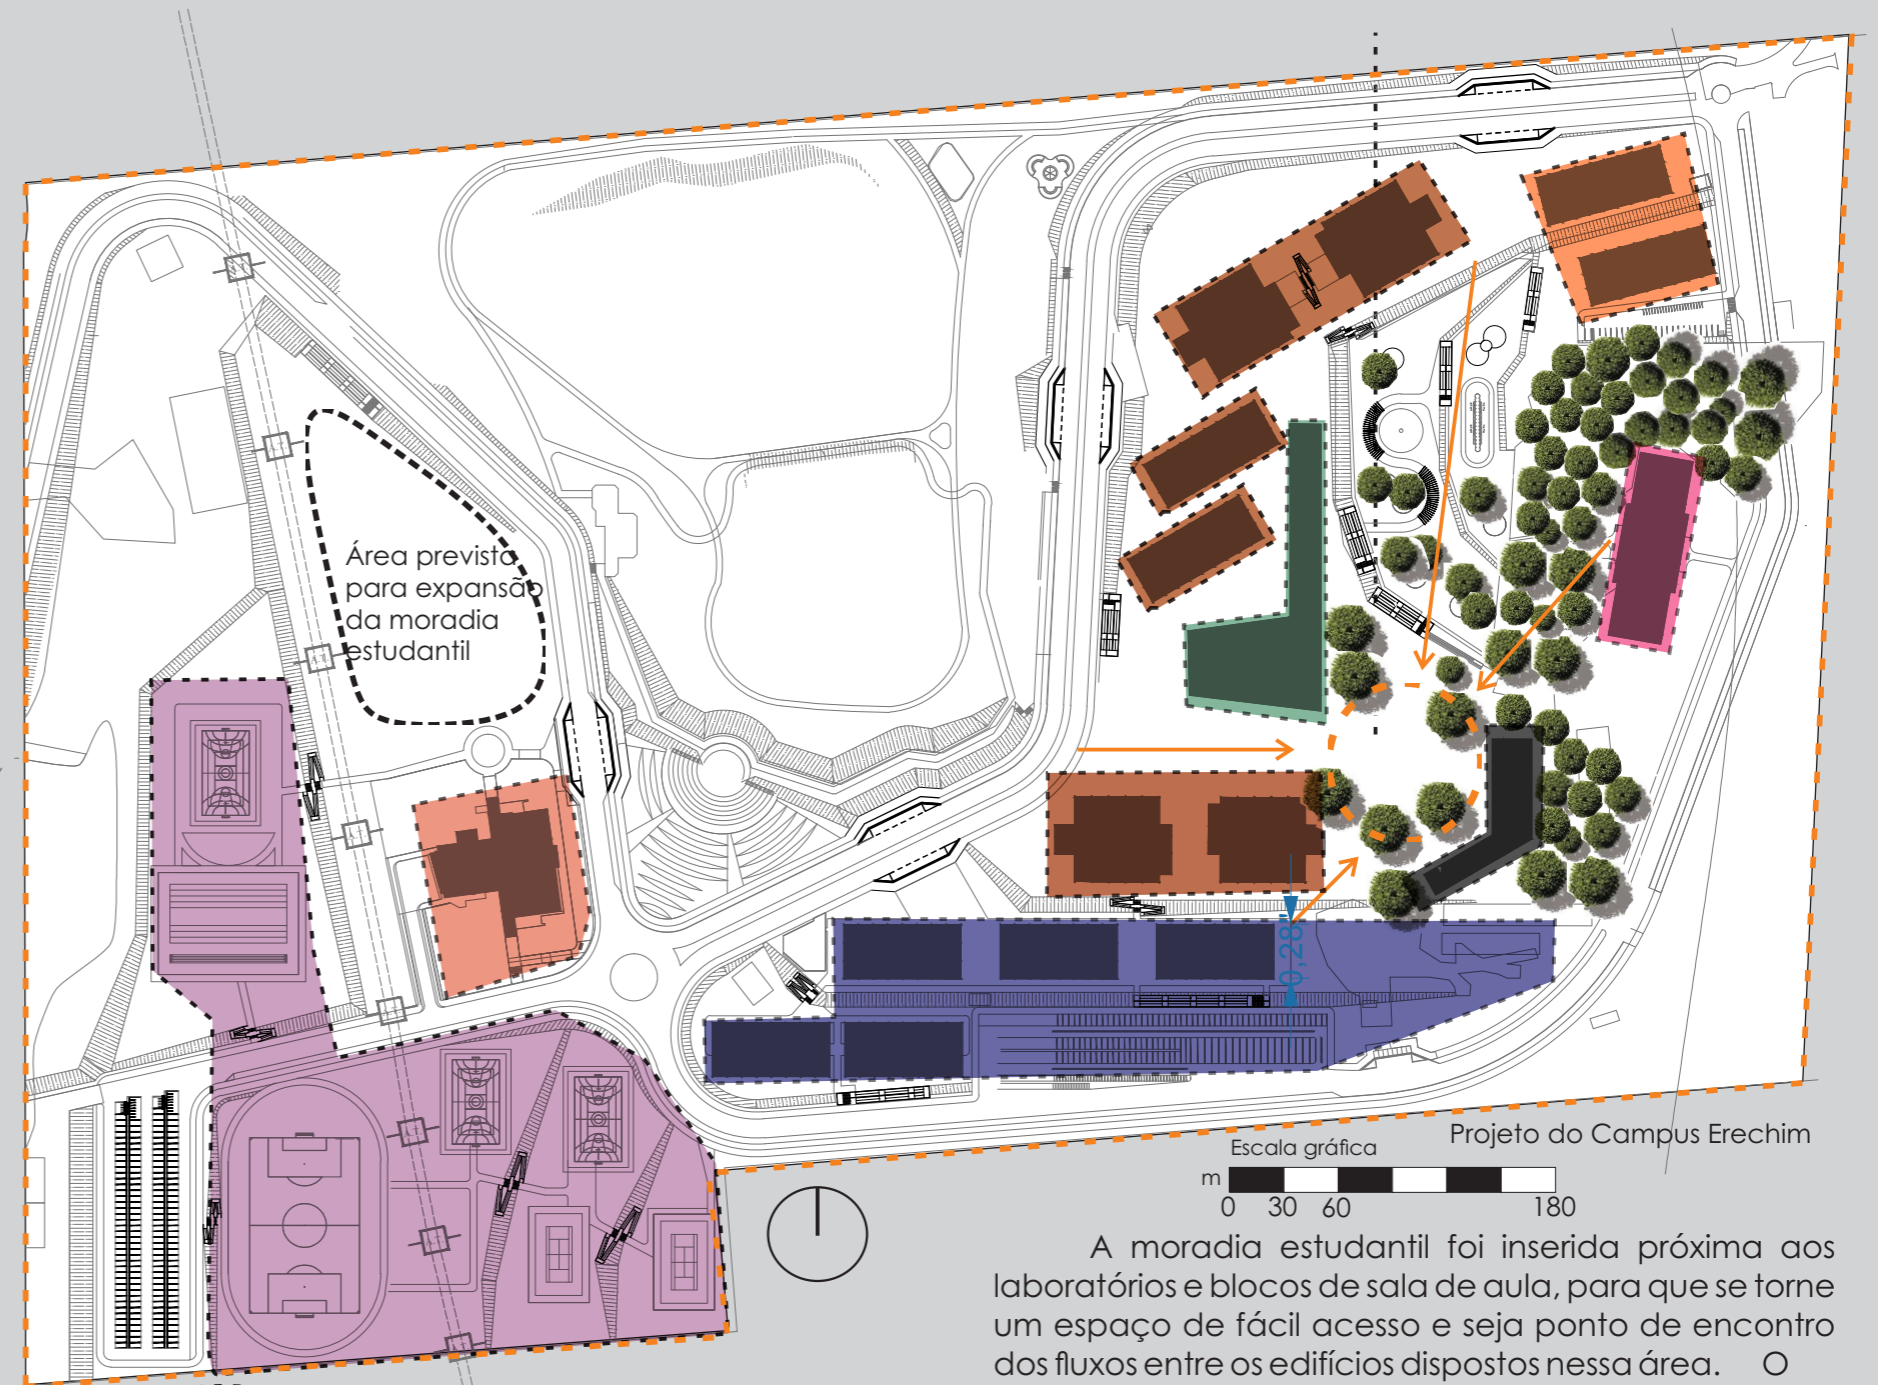 Área prevista
para expansão
da moradia
estudantil
0,28
Projeto do Campus Erechim
Escala gráfica
m
0 30 60 180
A moradia estudantil foi inserida próxima aos
laboratórios e blocos de sala de aula, para que se torne
um espaço de fácil acesso e seja ponto de encontro
dos fluxos entre os edifícios dispostos nessa área. O